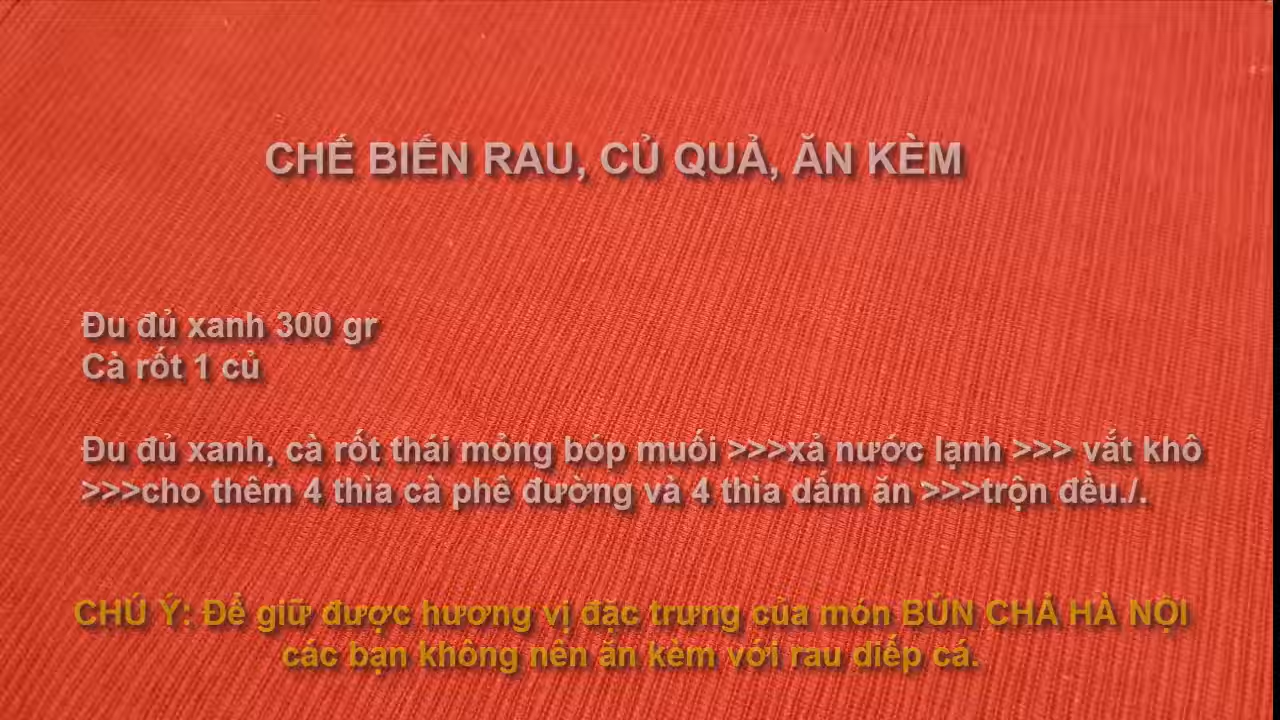 CHẾ BIẾN RAU, CỦ QUẢ, ĂN KÈM
Đu đủ xanh 300 gr
Cà rốt 1 củ
Đu đủ xanh, cà rốt thái mỏng bóp muối >>>xả nước lạnh >>> vắt khô
>>>cho thêm 4 thìa cà phê đường và 4 thìa dấm ăn >>>trộn đều./.
CHÚ Ý: Để giữ được hương vị đặc trưng của món BÚN CHẢ HÀ NỘI
các bạn không nên ăn kèm với rau diếp cá.